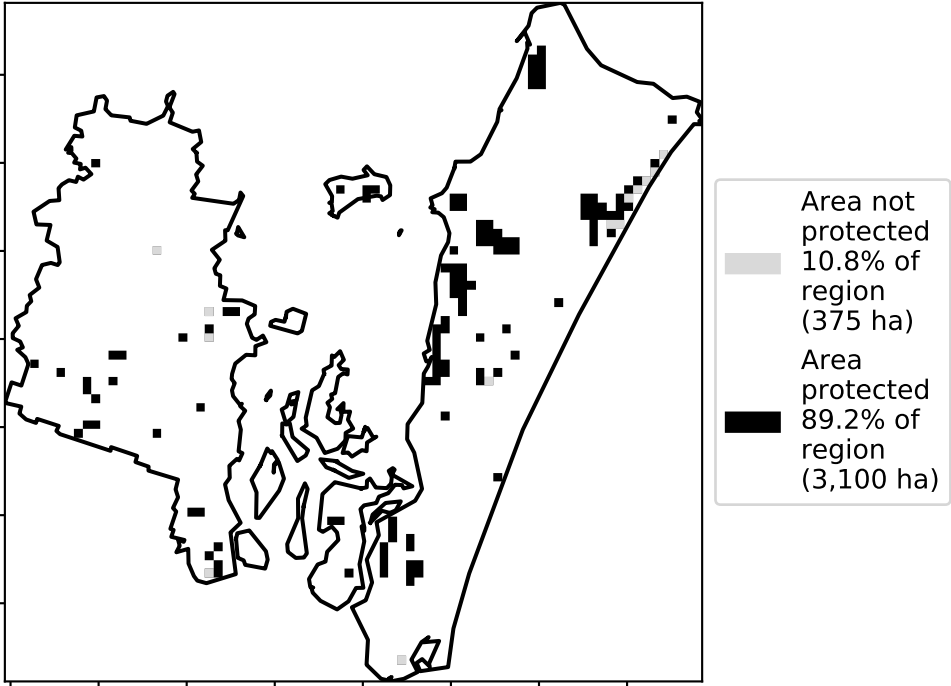 Area not
protected
10.8% of
region
(375 ha)
Area
protected
89.2% of
region
(3,100 ha)